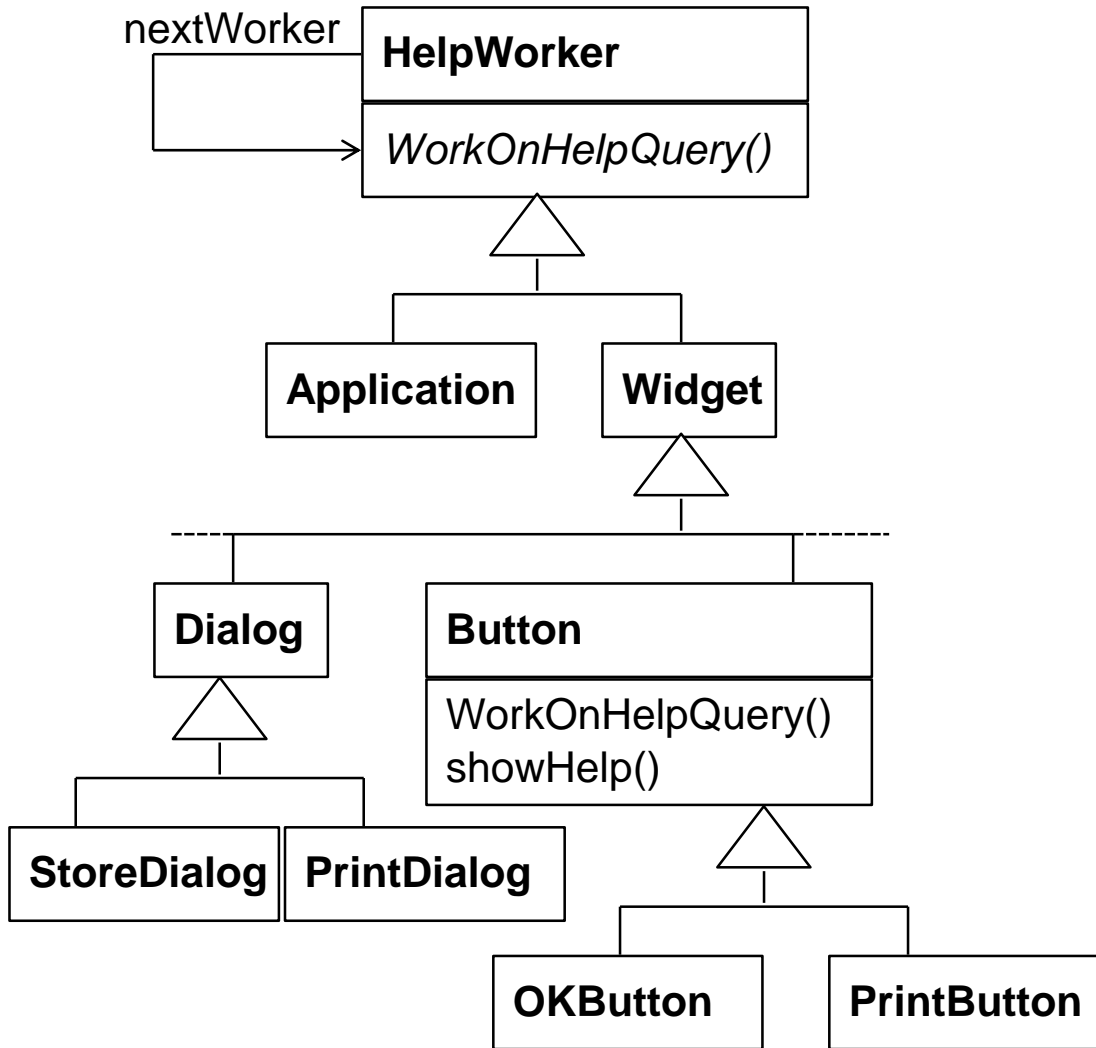 nextWorker
HelpWorker
WorkOnHelpQuery()
Application
Widget
Dialog
Button
WorkOnHelpQuery()
showHelp()
StoreDialog
PrintDialog
OKButton
PrintButton